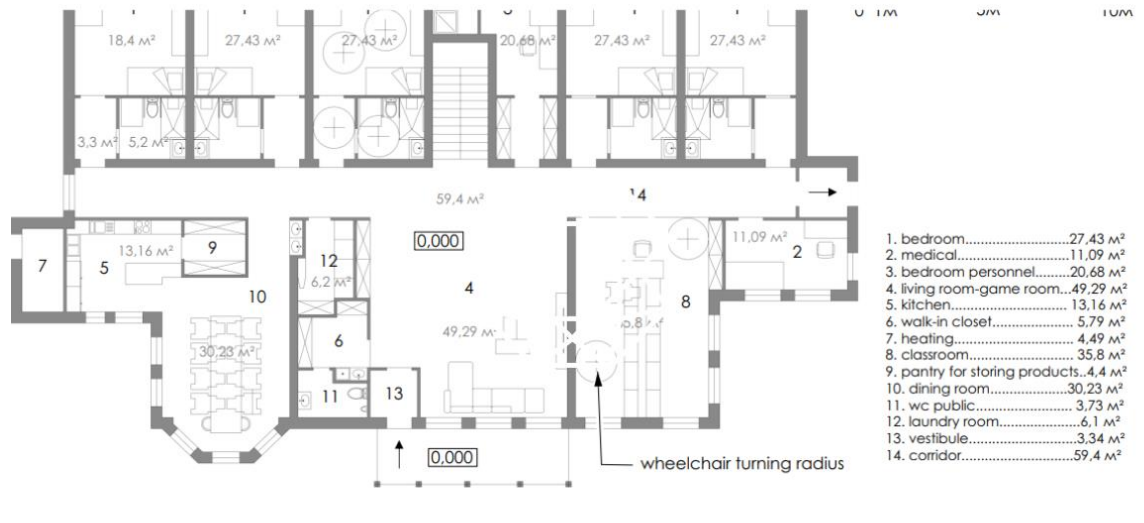 0 1м 5м 10м
18,4 м² 27,43 м² 27,43 м² 20,68 м² 27,43 м² 27,43 м²
3,3 м² 5,2 м²
59,4 м² 14
0,000
13,16 м² 9 11,09 м² 2
7 5 12
6,2 м²
10 4 8
49,29 м²
30,23 м² 6
11 13
0,000
wheelchair turning radius
1. bedroom............................27,43 м²
2. medical.............................11,09 м²
3. bedroom personnel.........20,68 м²
4. living room-game room...49,29 м²
5. kitchen............................. 13,16 м²
6. walk-in closet...................... 5,79 м²
7. heating.............................. 4,49 м²
8. classroom.......................... 35,8 м²
9. pantry for storing products..4,4 м²
10. dining room.....................30,23 м²
11. wc public......................... 3,73 м²
12. laundry room.....................6,1 м²
13. vestibule.......................... 3,34 м²
14. corridor............................59,4 м²